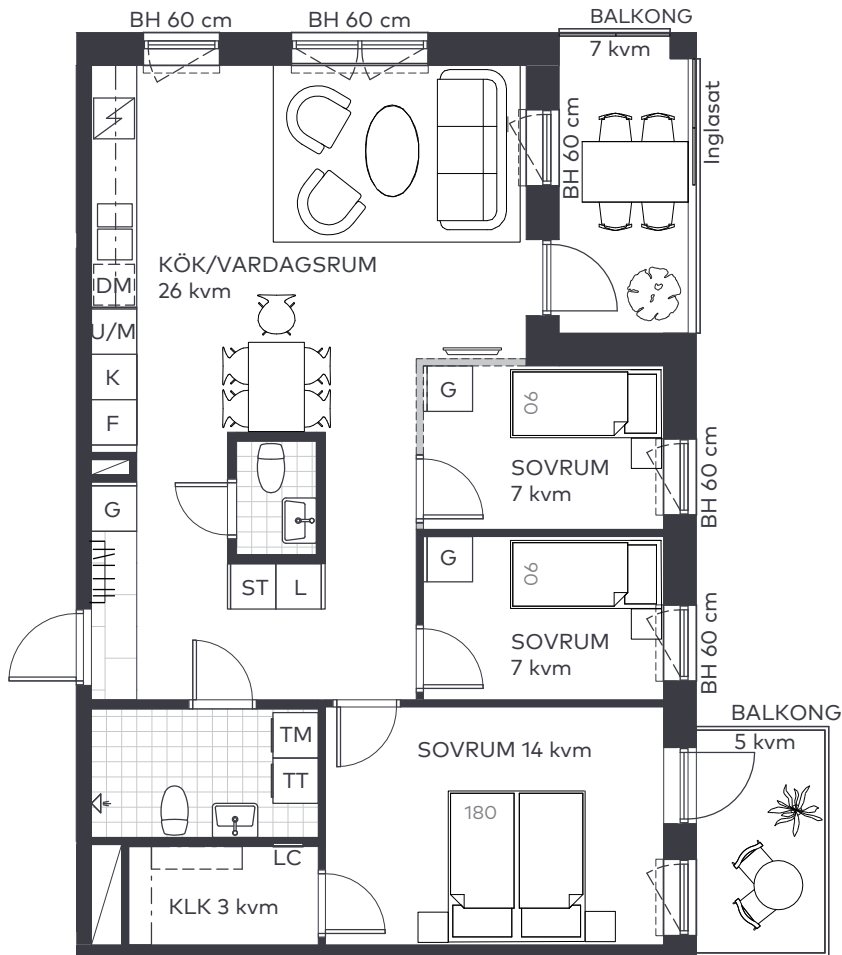 BH 60 cm
BH 60 cm
BALKONG
7 kvm
Inglasat
BH 60 cm
KÖK/VARDAGSRUM
26 kvm
DM
U/M
K
F
G
90
SOVRUM
7 kvm
BH 60 cm
G
ST
L
G
90
SOVRUM
7 kvm
BH 60 cm
BALKONG
5 kvm
TM
TT
SOVRUM 14 kvm
180
LC
KLK 3 kvm